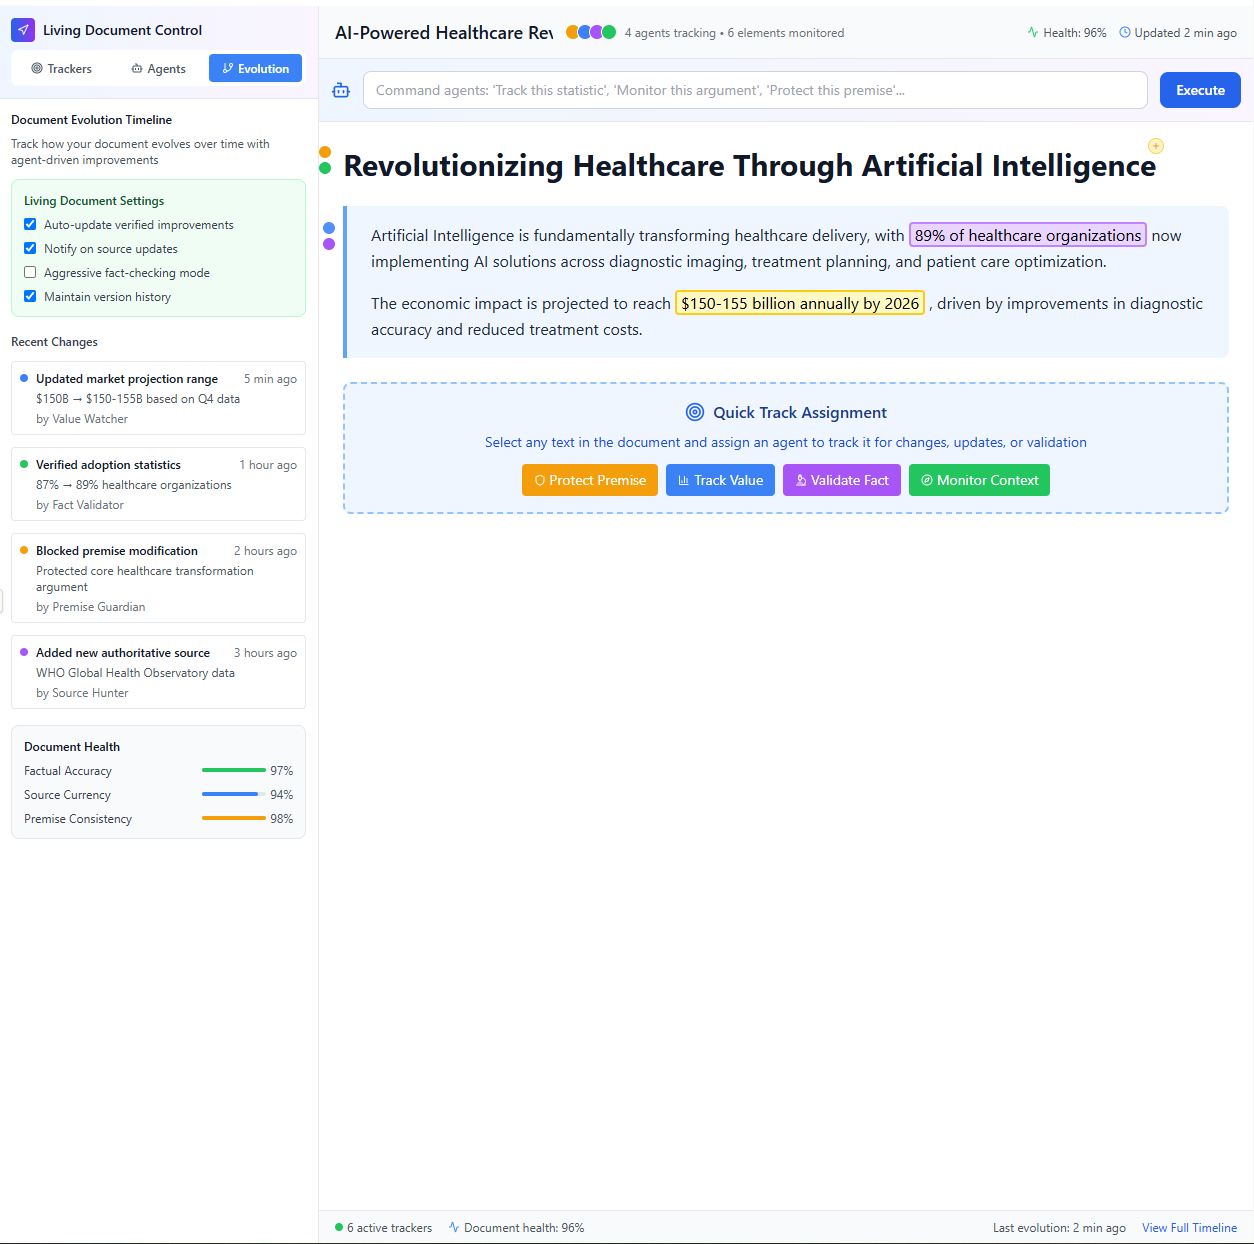 Living Document Control
Trackers
Agents
Evolution
Document Evolution Timeline
Track how your document evolves over time with
agent-driven improvements
Living Document Settings
Auto-update verified improvements
Notify on source updates
Aggressive fact-checking mode
Maintain version history
Recent Changes
Updated market projection range 5 min ago
$150B → $150-155B based on Q4 data
by Value Watcher
Verified adoption statistics 1 hour ago
87% → 89% healthcare organizations
by Fact Validator
Blocked premise modification 2 hours ago
Protected core healthcare transformation
argument
by Premise Guardian
Added new authoritative source 3 hours ago
WHO Global Health Observatory data
by Source Hunter
Document Health
Factual Accuracy 97%
Source Currency 94%
Premise Consistency 98%
AI-Powered Healthcare Rev 4 agents tracking • 6 elements monitored Health: 96% Updated 2 min ago
Command agents: 'Track this statistic', 'Monitor this argument', 'Protect this premise'...
Execute
Revolutionizing Healthcare Through Artificial Intelligence
Artificial Intelligence is fundamentally transforming healthcare delivery, with 89% of healthcare organizations now
implementing AI solutions across diagnostic imaging, treatment planning, and patient care optimization.
The economic impact is projected to reach $150-155 billion annually by 2026 , driven by improvements in diagnostic
accuracy and reduced treatment costs.
Quick Track Assignment
Select any text in the document and assign an agent to track it for changes, updates, or validation
Protect Premise
Track Value
Validate Fact
Monitor Context
6 active trackers Document health: 96% Last evolution: 2 min ago View Full Timeline